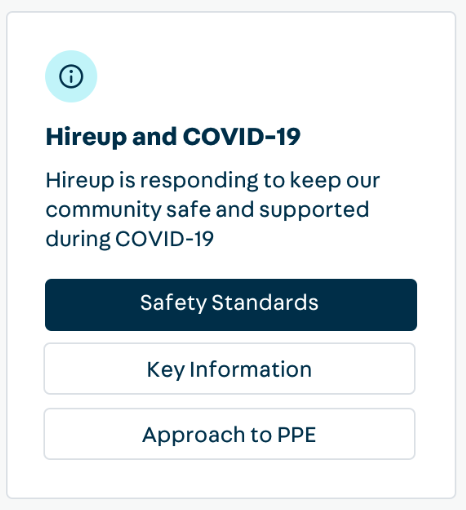 Hireup and COVID-19
Hireup is responding to keep our
community safe and supported
during COVID-19
Safety Standards
Key Information
Approach to PPE